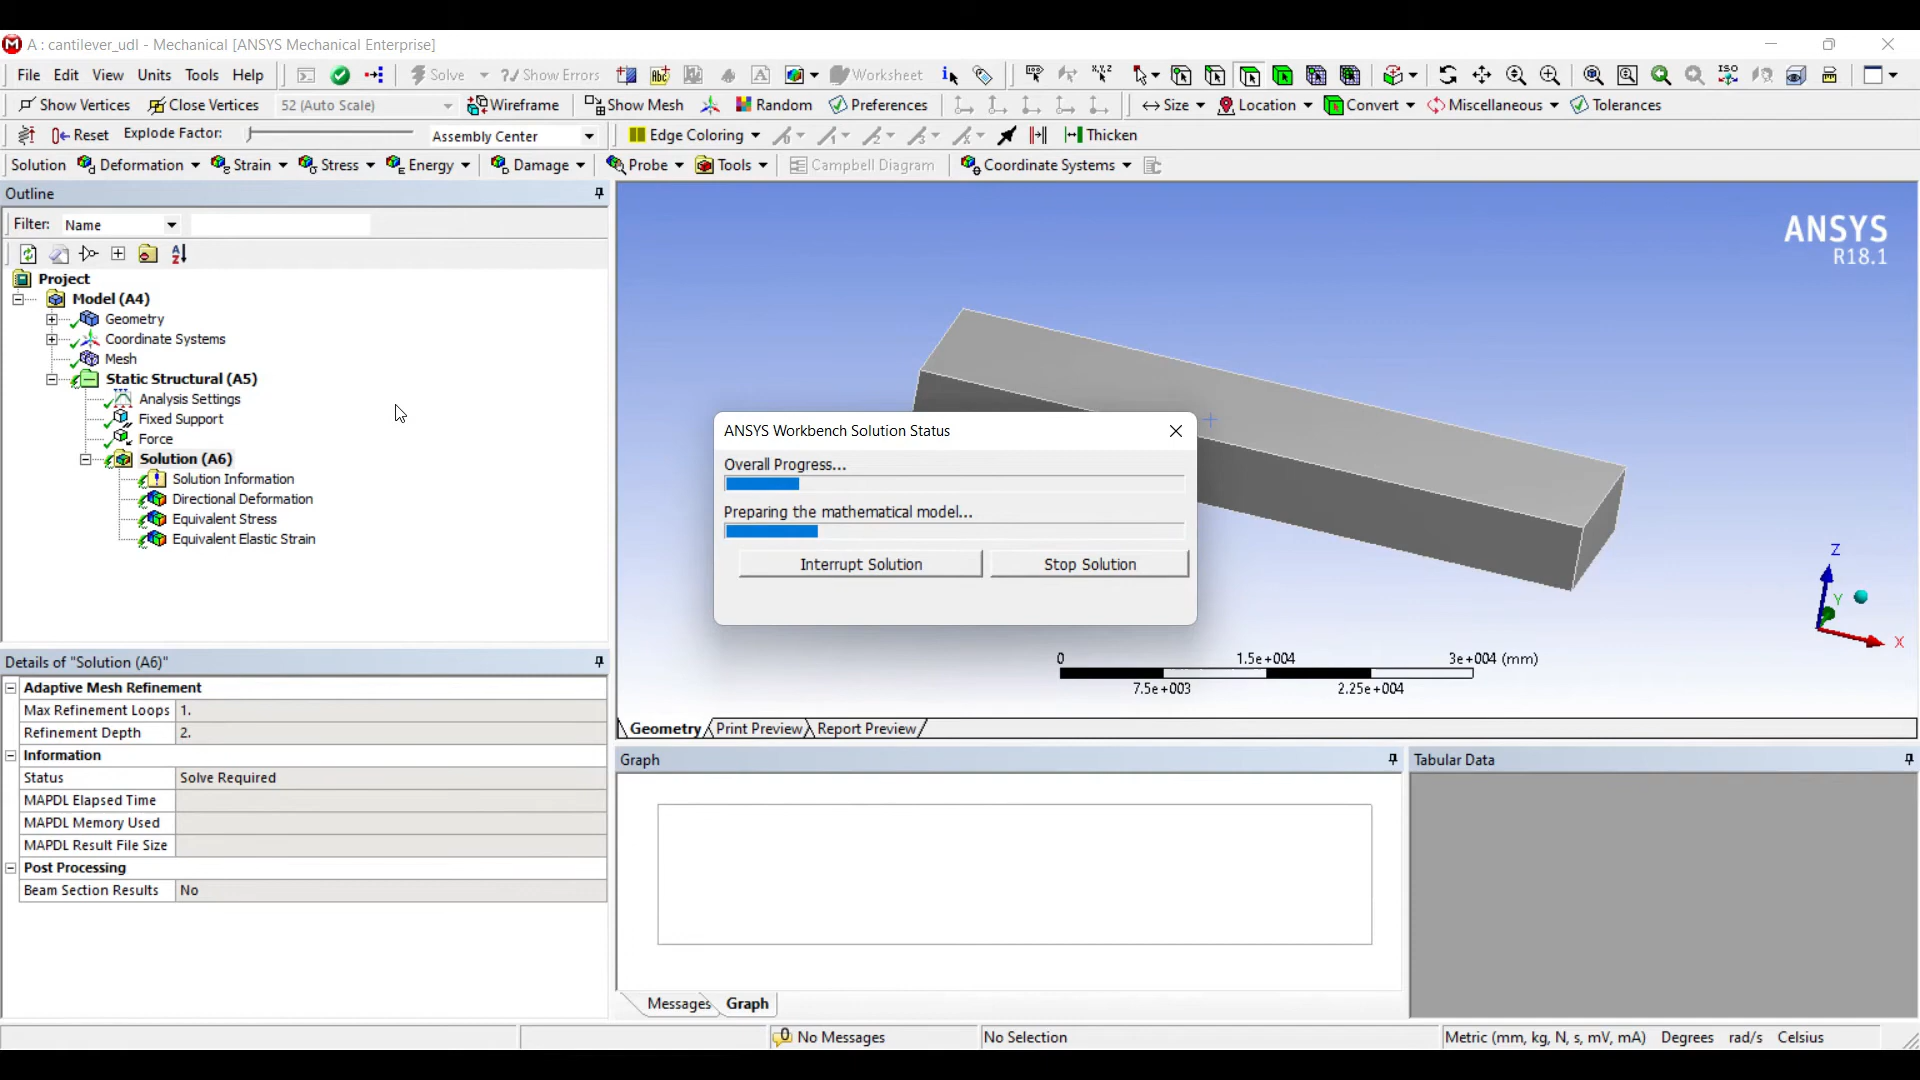 A : cantilever_udl - Mechanical [ANSYS Mechanical Enterprise]
File Edit View Units Tools Help Solve ?/ Show Errors Worksheet
Show Vertices Close Vertices 52 (Auto Scale) Wireframe Show Mesh Random Preferences Size Location Convert Miscellaneous Tolerances
Reset Explode Factor: Assembly Center Edge Coloring Thicken
Solution Deformation Strain Stress Energy Damage Probe Tools Campbell Diagram Coordinate Systems
Outline
Filter: Name
Project
Model (A4)
Geometry
Coordinate Systems
Mesh
Static Structural (A5)
Analysis Settings
Fixed Support
Force
Solution (A6)
Solution Information
Directional Deformation
Equivalent Stress
Equivalent Elastic Strain
ANSYS
R18.1
ANSYS Workbench Solution Status
Overall Progress...
Preparing the mathematical model...
Interrupt Solution Stop Solution
Z
Y
X
0 1.5e+004 3e+004 (mm)
7.5e+003 2.25e+004
Geometry Print Preview Report Preview
Details of "Solution (A6)"
Adaptive Mesh Refinement
Max Refinement Loops 1.
Refinement Depth 2.
Information
Status Solve Required
MAPDL Elapsed Time
MAPDL Memory Used
MAPDL Result File Size
Post Processing
Beam Section Results No
Graph
Tabular Data
Messages Graph
No Messages No Selection Metric (mm, kg, N, s, mV, mA) Degrees rad/s Celsius